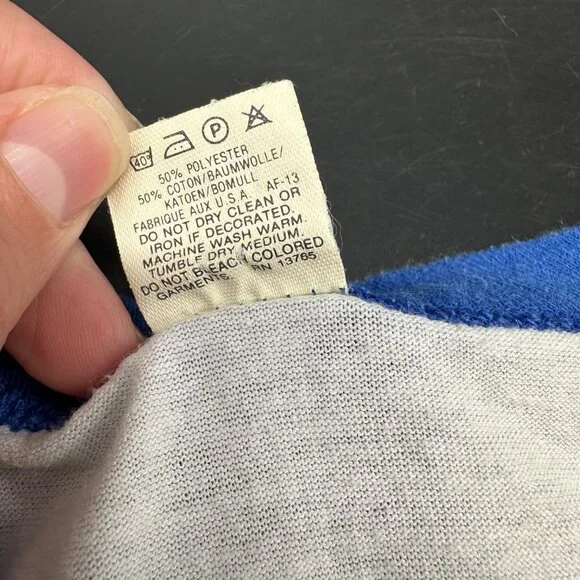 40° P
50% POLYESTER
50% COTTON/BAUMWOLLE/
KATOEN/BOMULL
FABRIQUE AUX U.S.A. AF-13
DO NOT DRY CLEAN OR
IRON IF DECORATED.
MACHINE WASH WARM.
TUMBLE DRY, MEDIUM.
DO NOT BLEACH COLORED
GARMENTS. RN 13765